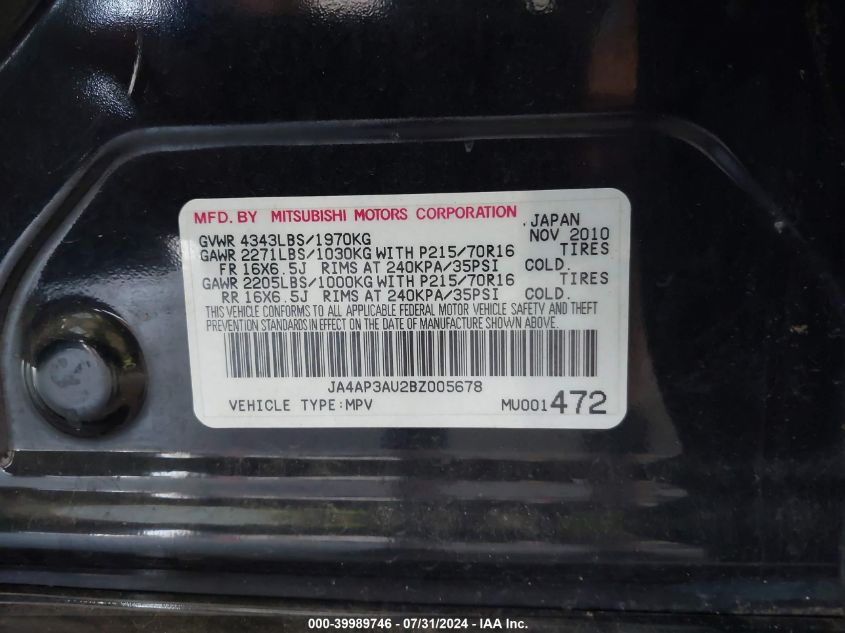 MFD. BY MITSUBISHI MOTORS CORPORATION JAPAN
GVWR 4343LBS/1970KG NOV 2010
GAWR 2271LBS/1030KG WITH P215/70R16 TIRES
FR 16X6.5J RIMS AT 240KPA/35PSI COLD.
GAWR 2205LBS/1000KG WITH P215/70R16 TIRES
RR 16X6.5J RIMS AT 240KPA/35PSI COLD.
THIS VEHICLE CONFORMS TO ALL APPLICABLE FEDERAL MOTOR VEHICLE SAFETY AND THEFT
PREVENTION STANDARDS IN EFFECT ON THE DATE OF MANUFACTURE SHOWN ABOVE.
JA4AP3AU2BZ005678
VEHICLE TYPE:MPV MU001472
000-39989746 - 07/31/2024 - IAA Inc.